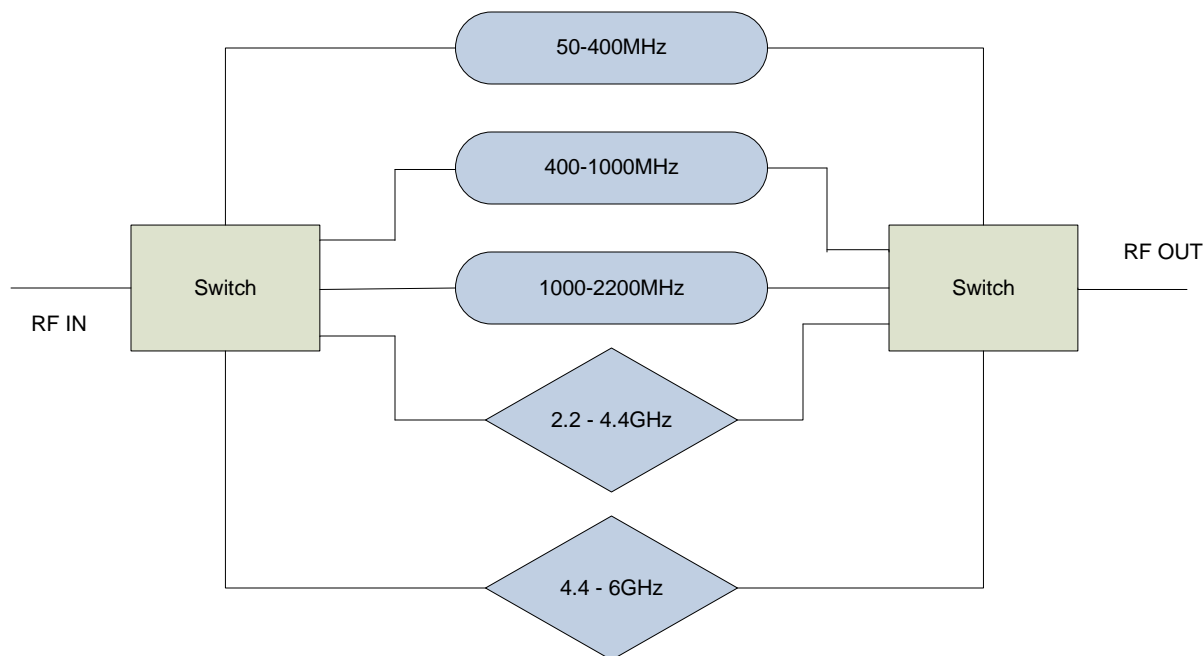 50-400MHz
400-1000MHz
RF OUT
Switch
1000-2200MHz
Switch
RF IN
2.2 - 4.4GHz
4.4 - 6GHz